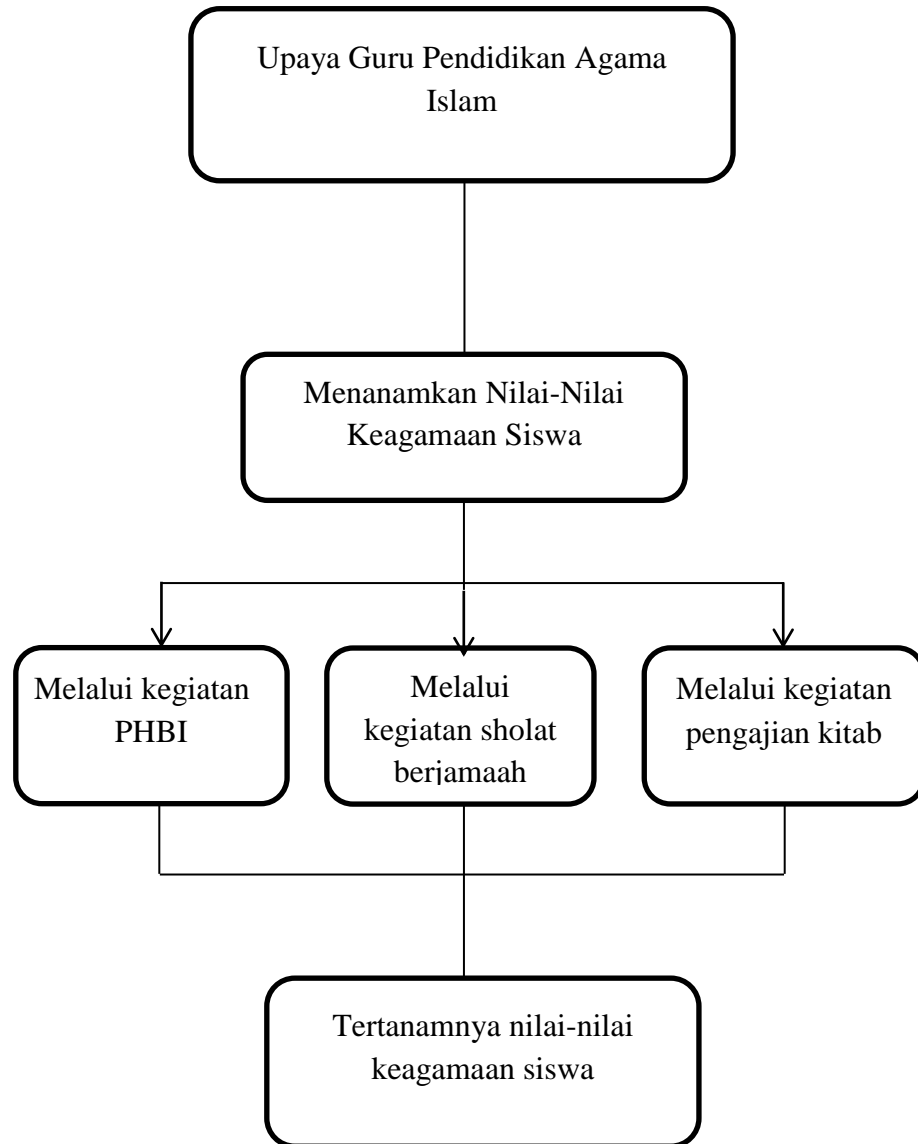 Upaya Guru Pendidikan Agama
Islam
Menanamkan Nilai-Nilai
Keagamaan Siswa
Melalui kegiatan
PHBI
Melalui
kegiatan sholat
berjamaah
Melalui kegiatan
pengajian kitab
Tertanamnya nilai-nilai
keagamaan siswa